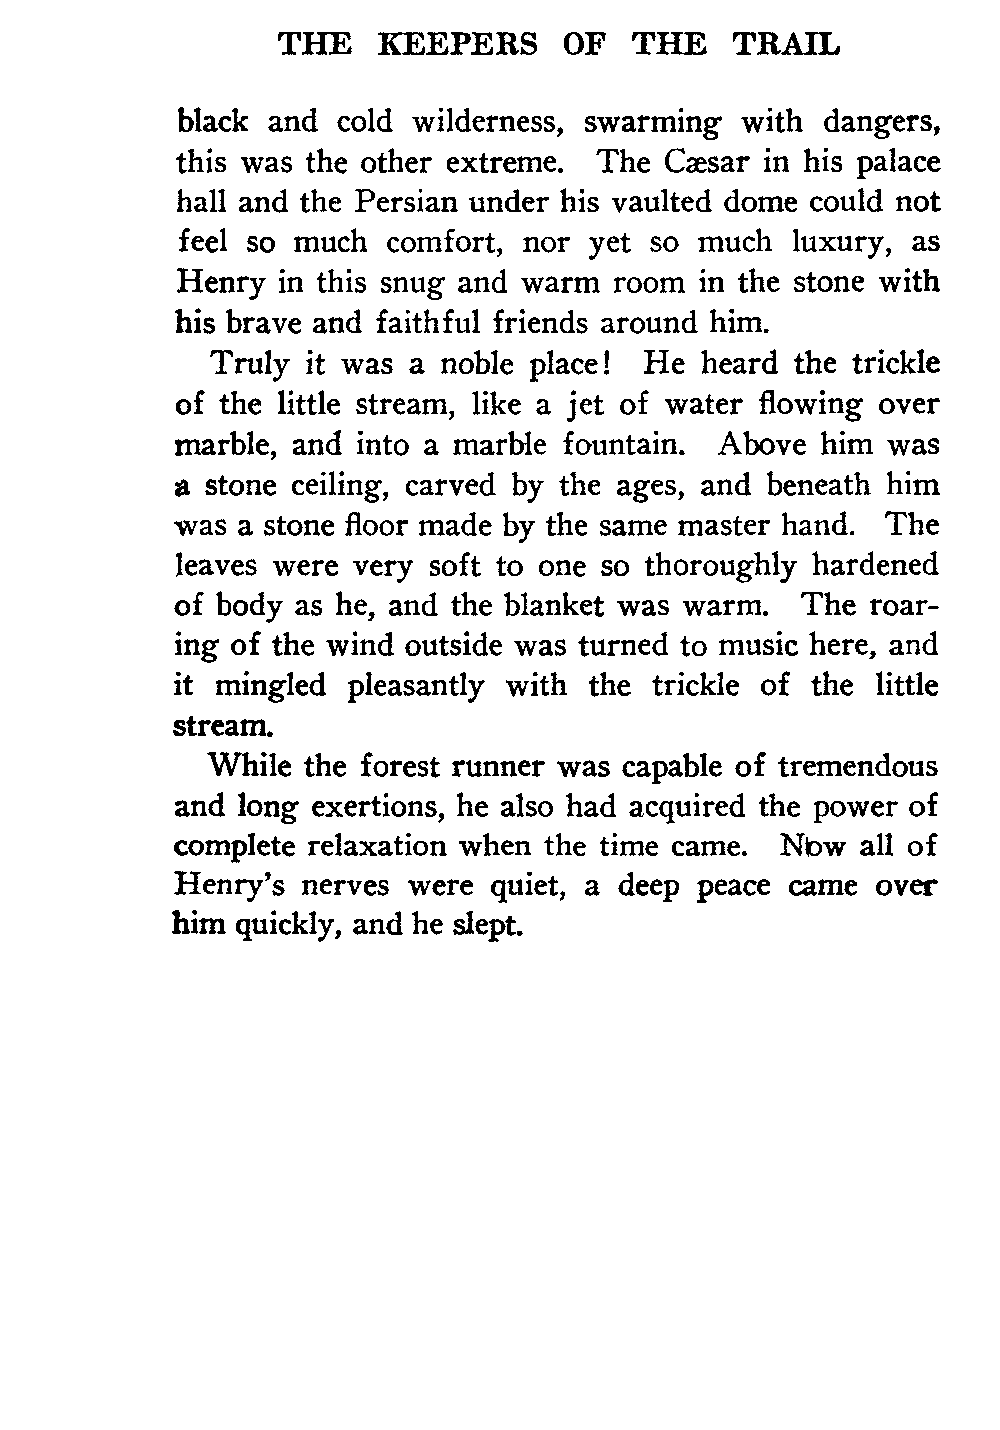 THE KEEPERS OF THE TRAIL
black and cold wilderness, swarming with dangers,
this was the other extreme. The Cæsar in his palace
hall and the Persian under his vaulted dome could not
feel so much comfort, nor yet so much luxury, as
Henry in this snug and warm room in the stone with
his brave and faithful friends around him.
Truly it was a noble place! He heard the trickle
of the little stream, like a jet of water flowing over
marble, and into a marble fountain. Above him was
a stone ceiling, carved by the ages, and beneath him
was a stone floor made by the same master hand. The
leaves were very soft to one so thoroughly hardened
of body as he, and the blanket was warm. The roar-
ing of the wind outside was turned to music here, and
it mingled pleasantly with the trickle of the little
stream.
While the forest runner was capable of tremendous
and long exertions, he also had acquired the power of
complete relaxation when the time came. Now all of
Henry's nerves were quiet, a deep peace came over
him quickly, and he slept.